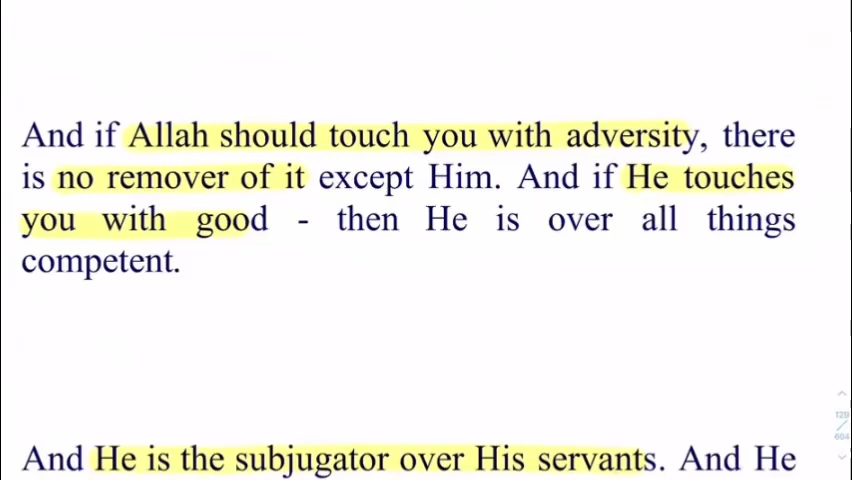 And if Allah should touch you with adversity, there
is no remover of it except Him. And if He touches
you with good - then He is over all things
competent.
And He is the subjugator over His servants. And He
129
/
604